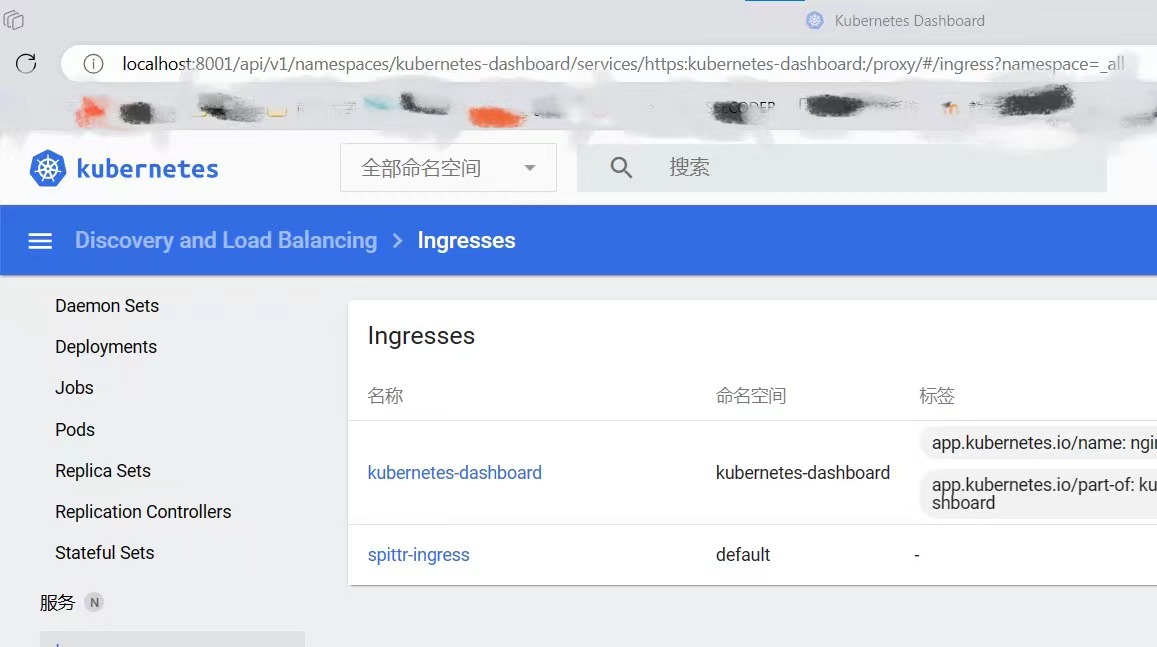 Kubernetes Dashboard
localhost:8001/api/v1/namespaces/kubernetes-dashboard/services/https:kubernetes-dashboard:/proxy/#/ingress?namespace=_all
kubernetes
全部命名空间
搜索
Discovery and Load Balancing > Ingresses
Daemon Sets
Deployments
Jobs
Pods
Replica Sets
Replication Controllers
Stateful Sets
服务 N
Ingresses
名称 命名空间 标签
kubernetes-dashboard kubernetes-dashboard app.kubernetes.io/name: ngi
app.kubernetes.io/part-of: ku
shboard
spittr-ingress default -